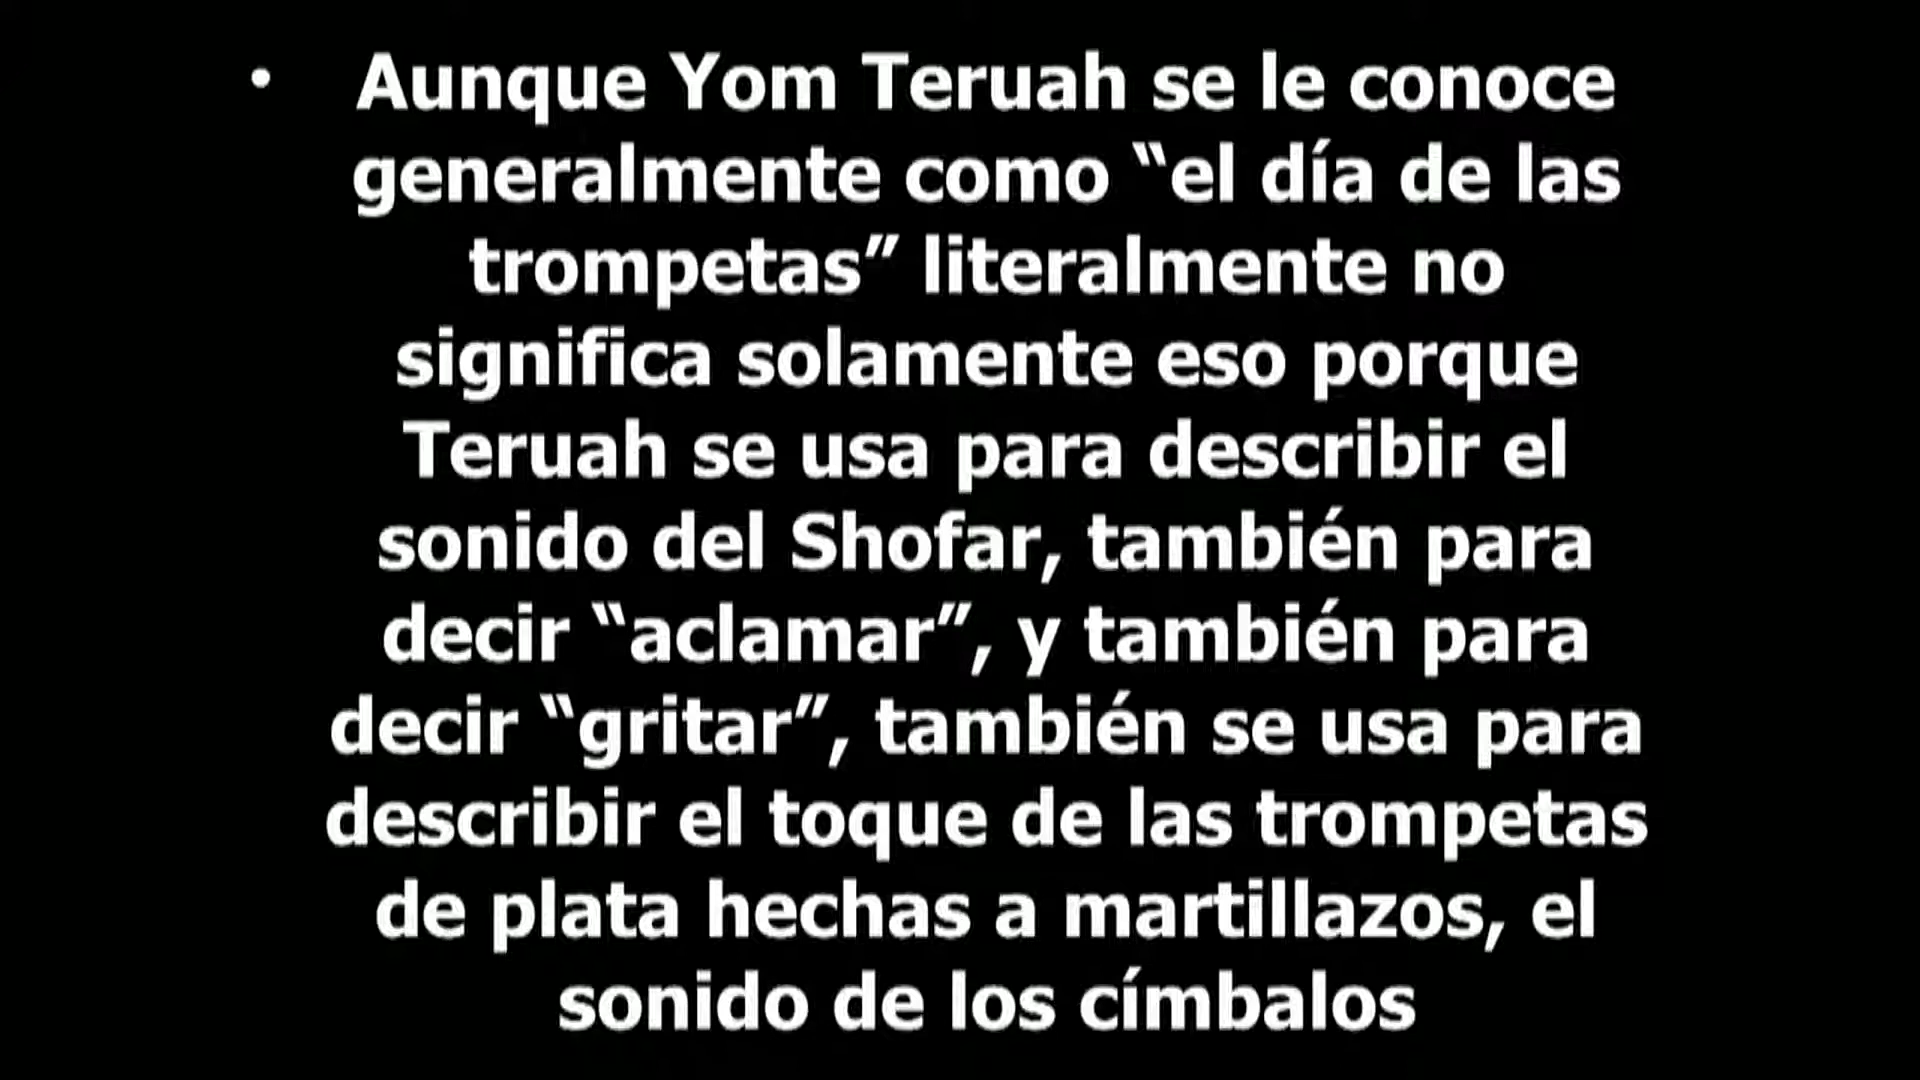 • Aunque Yom Teruah se le conoce
generalmente como “el día de las
trompetas” literalmente no
significa solamente eso porque
Teruah se usa para describir el
sonido del Shofar, también para
decir “aclamar”, y también para
decir “gritar”, también se usa para
describir el toque de las trompetas
de plata hechas a martillazos, el
sonido de los címbalos